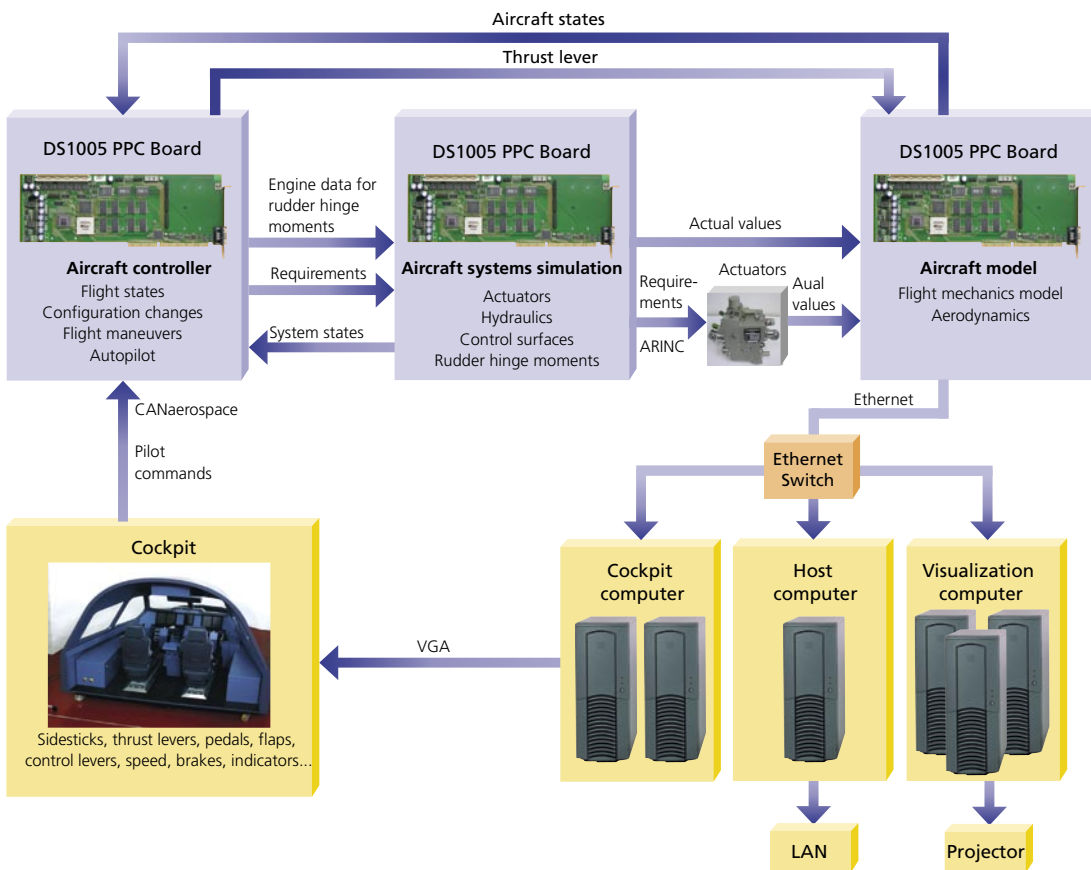 Aircraft states
Thrust lever
DS1005 PPC Board
Aircraft controller
Flight states
Configuration changes
Flight maneuvers
Autopilot
Engine data for
rudder hinge
moments
Requirements
System states
DS1005 PPC Board
Aircraft systems simulation
Actuators
Hydraulics
Control surfaces
Rudder hinge moments
Actual values
Require-
ments
ARINC
Actuators
Aual
values
DS1005 PPC Board
Aircraft model
Flight mechanics model
Aerodynamics
CANaerospace
Pilot
commands
Ethernet
Ethernet
Switch
Cockpit
Sidesticks, thrust levers, pedals, flaps,
control levers, speed, brakes, indicators...
VGA
Cockpit
computer
Host
computer
Visualization
computer
LAN
Projector